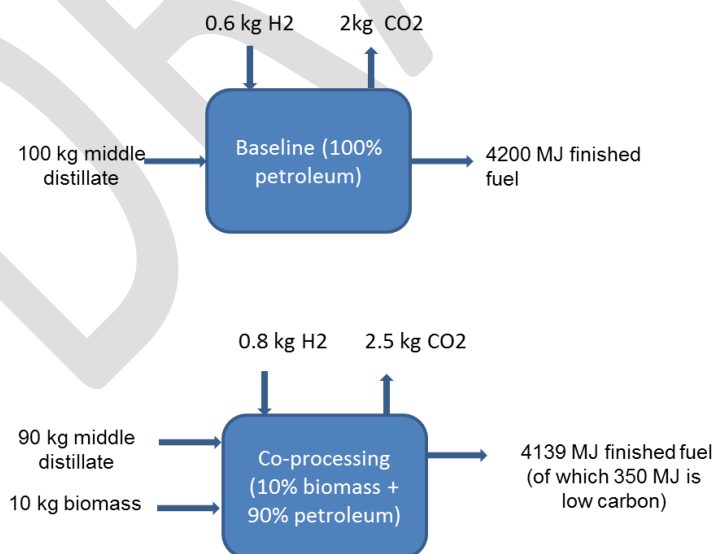 0.6 kg H2
2kg CO2
100 kg middle
distillate
Baseline (100%
petroleum)
4200 MJ finished
fuel
0.8 kg H2
2.5 kg CO2
90 kg middle
distillate
10 kg biomass
Co-processing
(10% biomass +
90% petroleum)
4139 MJ finished fuel
(of which 350 MJ is
low carbon)